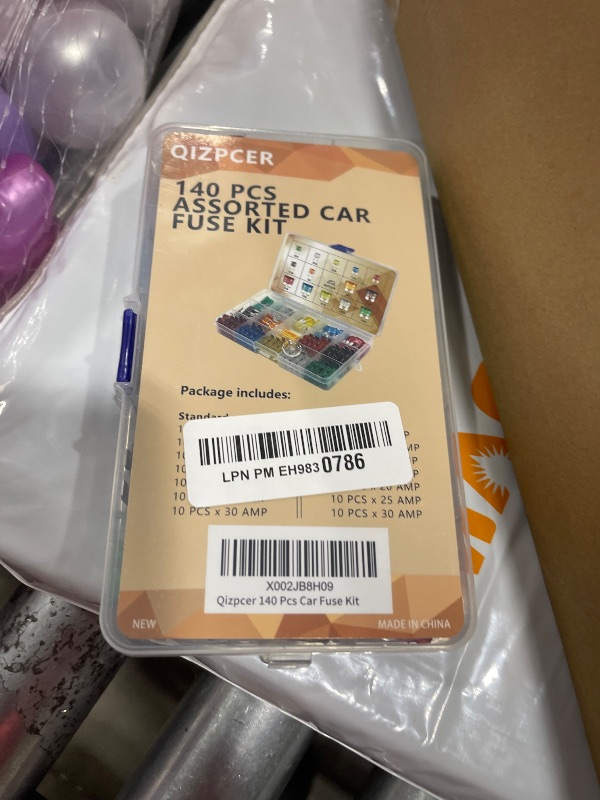 QIZPCER
140 PCS
ASSORTED CAR
FUSE KIT
Package includes:
LPN PM EH983 0786
10 PCS x 25 AMP
10 PCS x 30 AMP
10 PCS x 30 AMP
X002JB8H09
Qizpcer 140 Pcs Car Fuse Kit
NEW
MADE IN CHINA